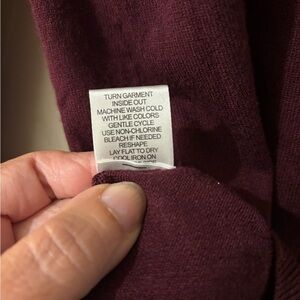 TURN GARMENT
INSIDE OUT
MACHINE WASH COLD
WITH LIKE COLORS
GENTLE CYCLE
USE NON-CHLORINE
BLEACH IF NEEDED
RESHAPE
LAY FLAT TO DRY
COOL IRON ON